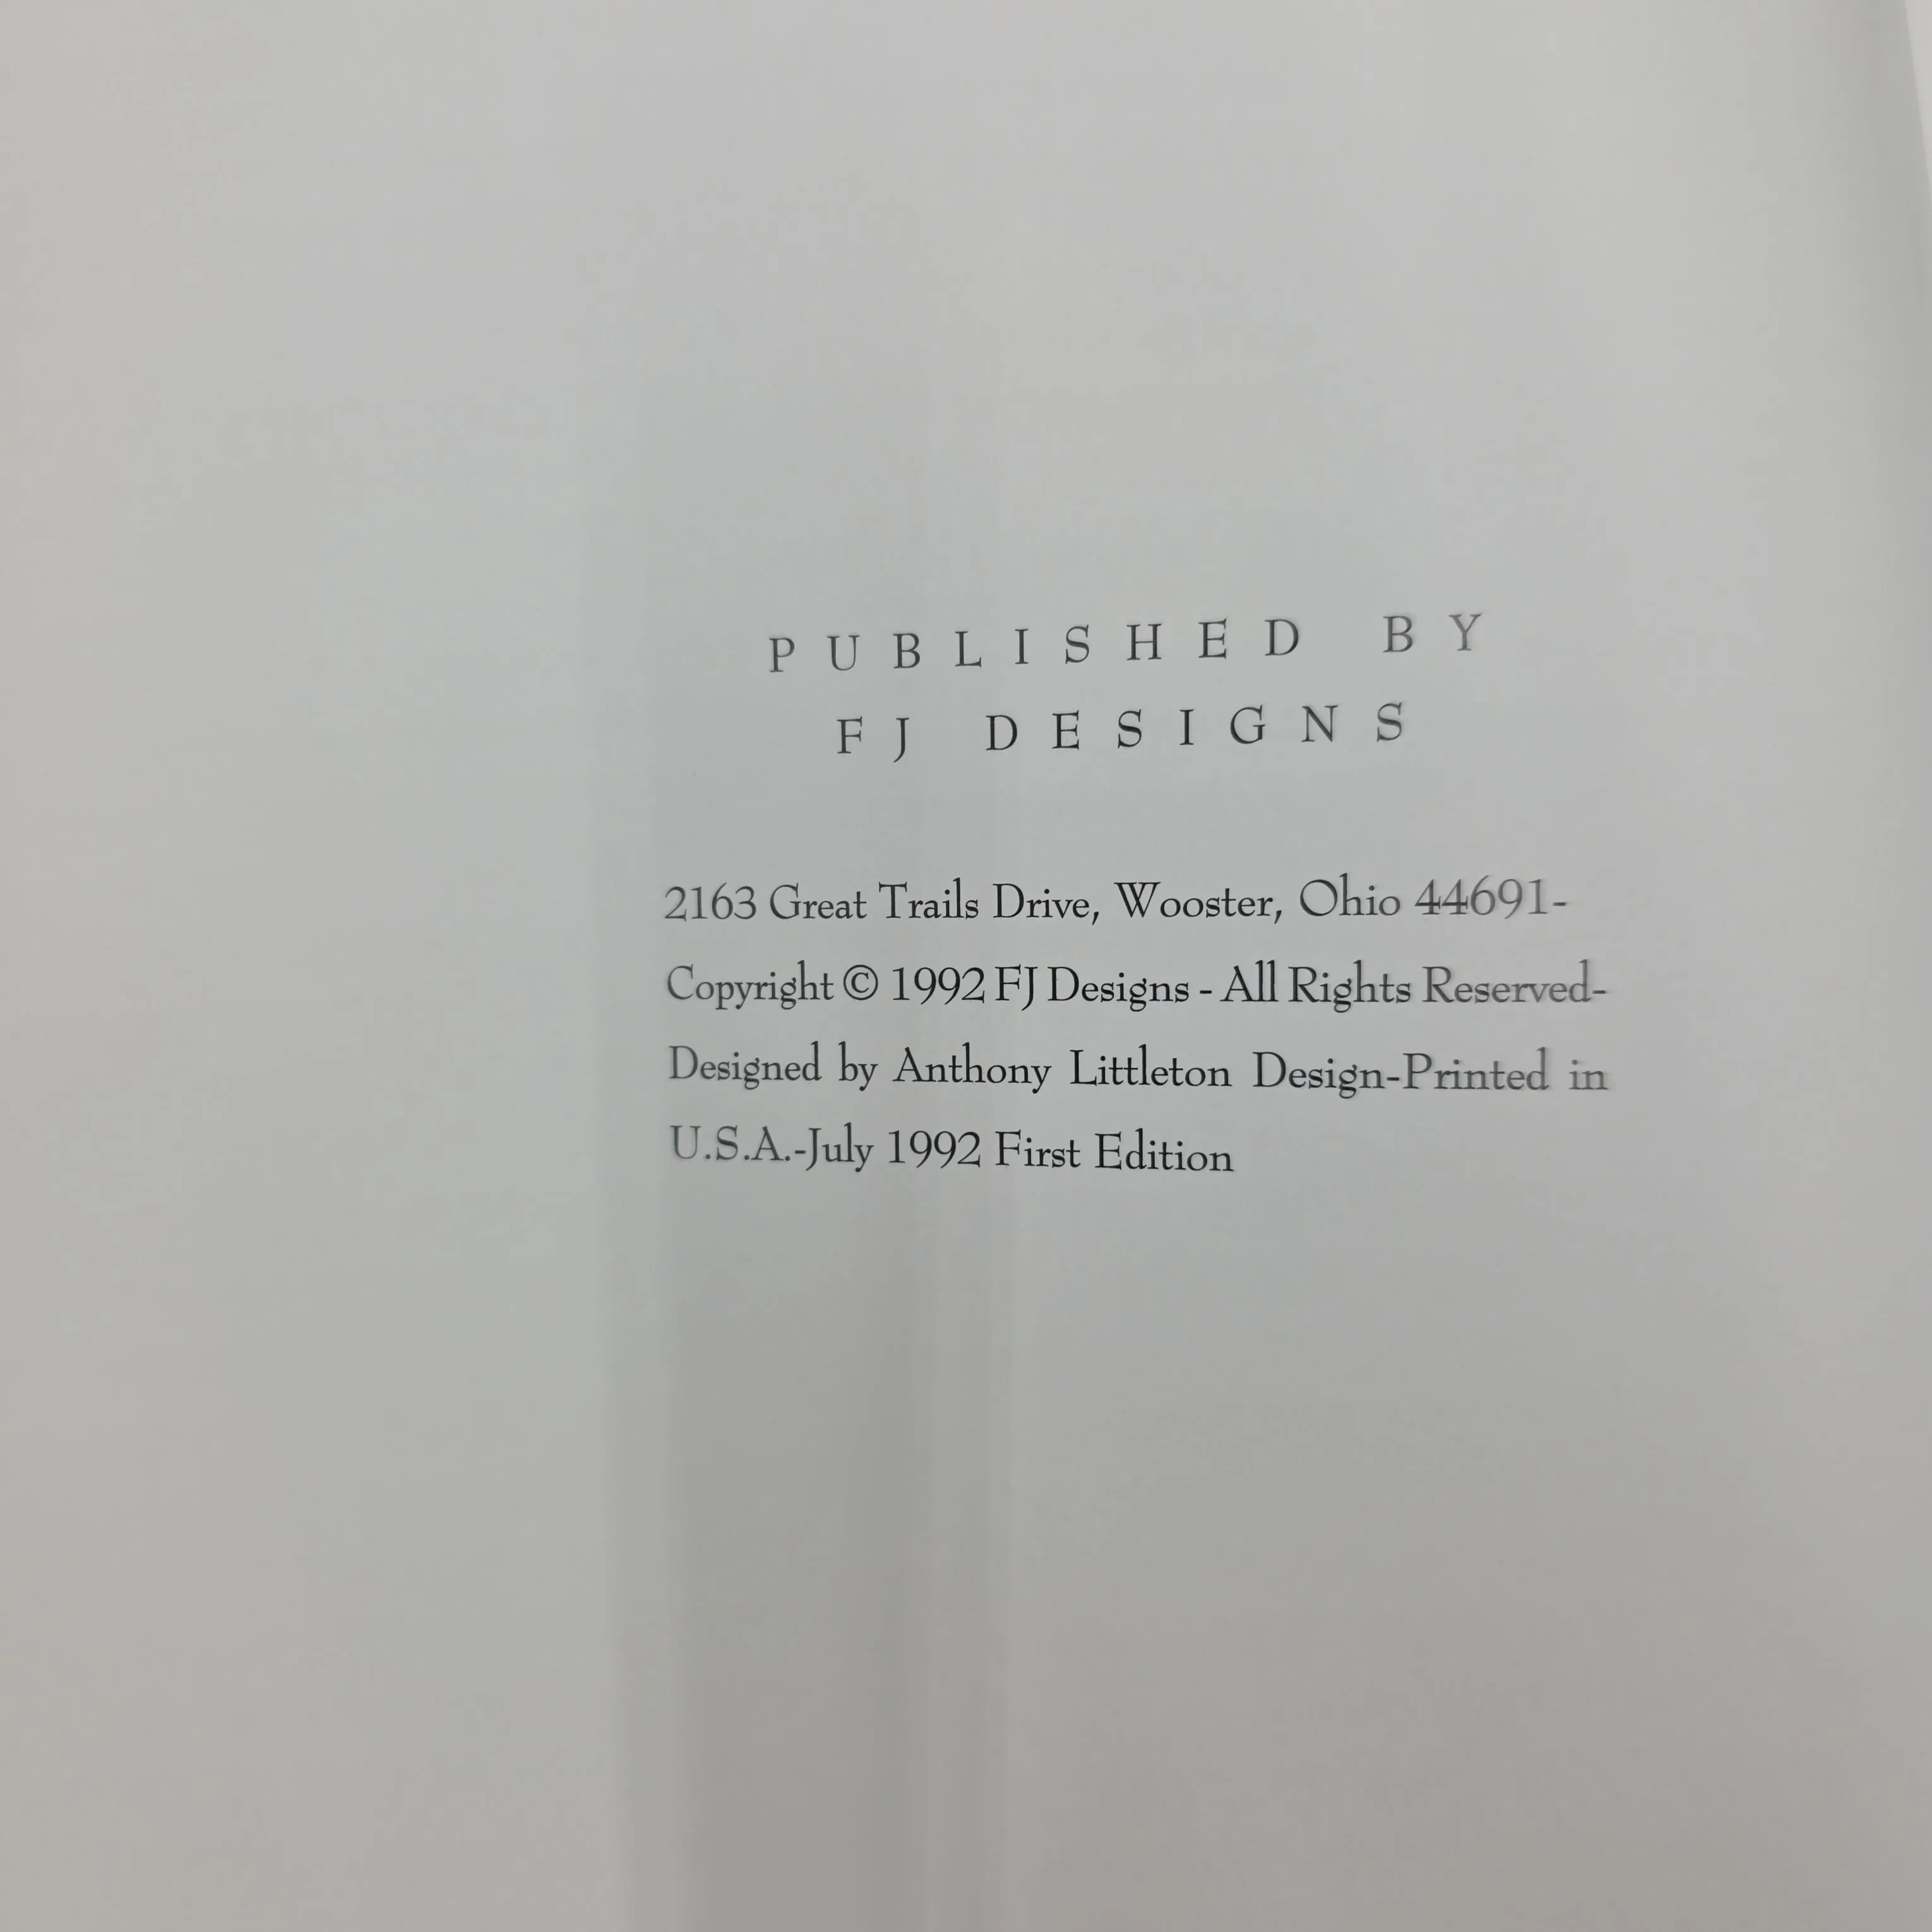 PUBLISHED BY
FJ DESIGNS
2163 Great Trails Drive, Wooster, Ohio 44691-
Copyright © 1992 FJ Designs - All Rights Reserved-
Designed by Anthony Littleton Design-Printed in
U.S.A.-July 1992 First Edition